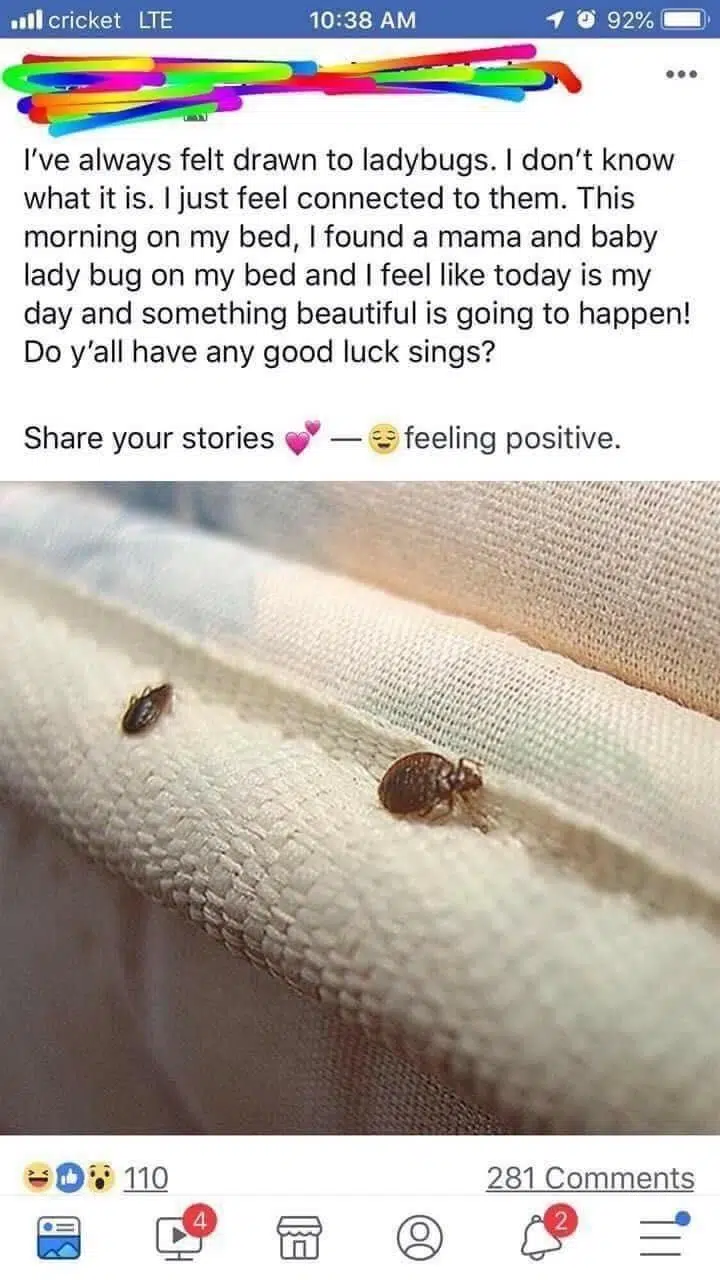 cricket LTE 10:38 AM 92%
I've always felt drawn to ladybugs. I don't know
what it is. I just feel connected to them. This
morning on my bed, I found a mama and baby
lady bug on my bed and I feel like today is my
day and something beautiful is going to happen!
Do y'all have any good luck sings?
Share your stories 💕 — 😌 feeling positive.
110 281 Comments
4 2